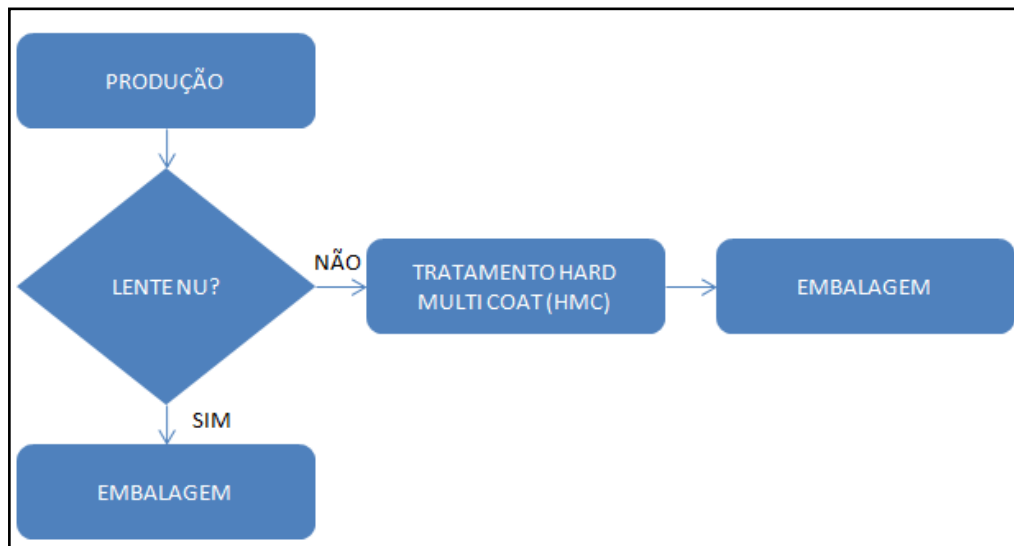 PRODUÇÃO
LENTE NU?
NÃO
TRATAMENTO HARD
MULTI COAT (HMC)
EMBALAGEM
SIM
EMBALAGEM